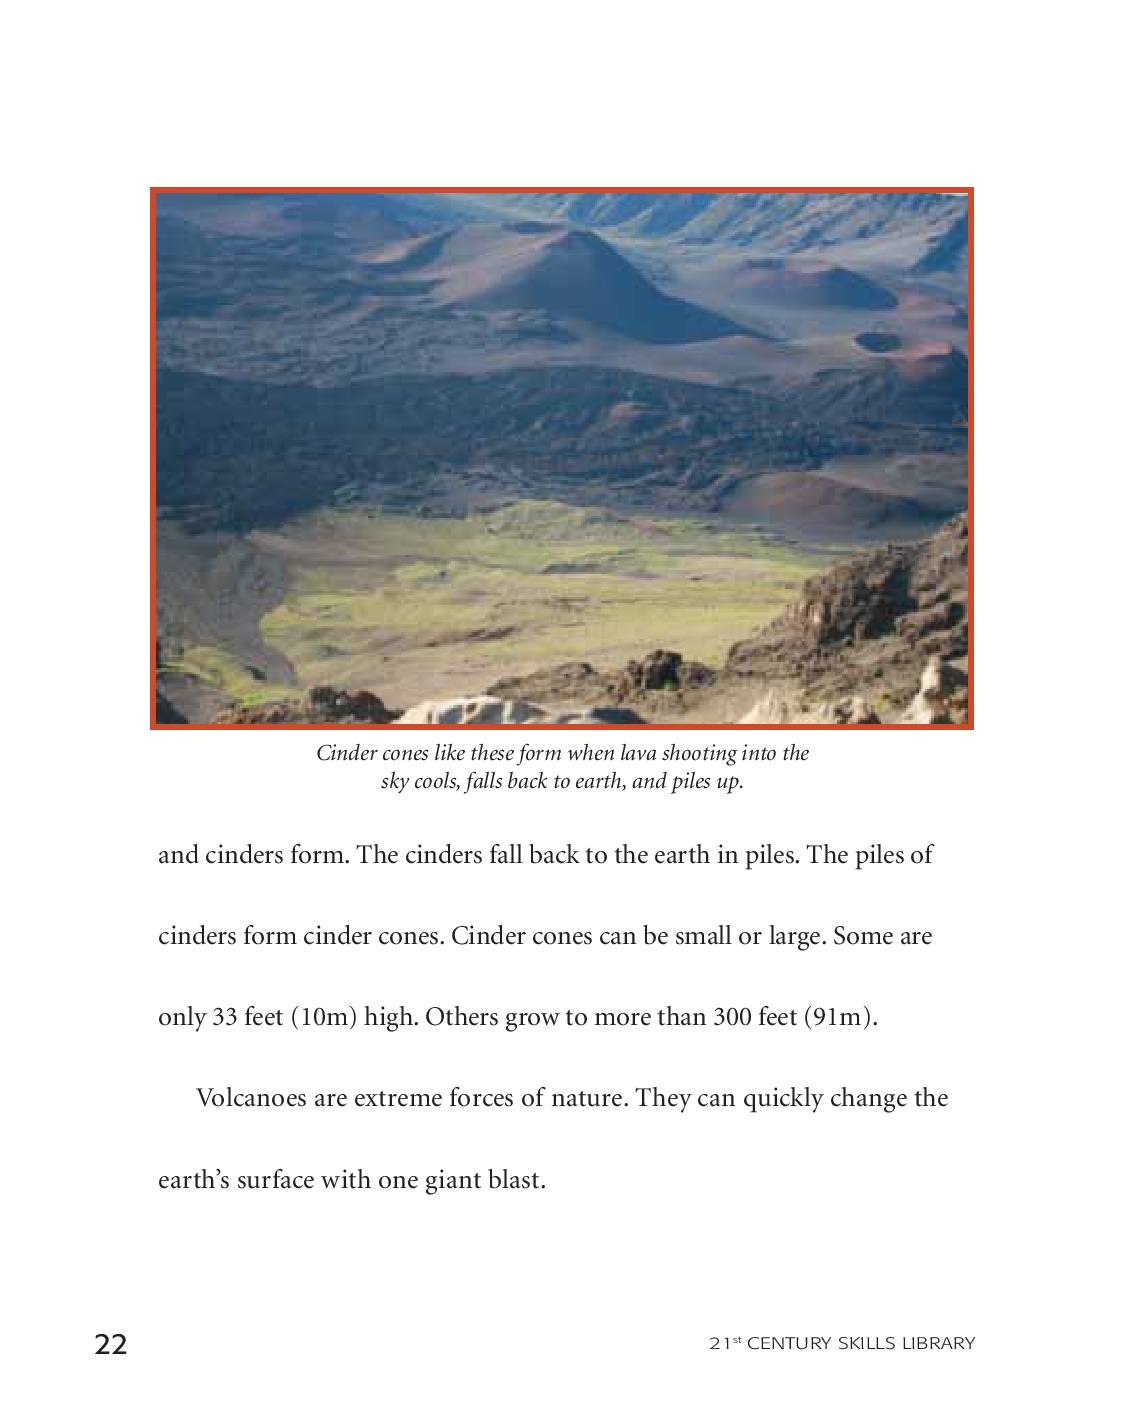 Cinder cones like these form when lava shooting into the
sky cools, falls back to earth, and piles up.
and cinders form. The cinders fall back to the earth in piles. The piles of
cinders form cinder cones. Cinder cones can be small or large. Some are
only 33 feet (10m) high. Others grow to more than 300 feet (91m).
Volcanoes are extreme forces of nature. They can quickly change the
earth’s surface with one giant blast.
22
21st CENTURY SKILLS LIBRARY